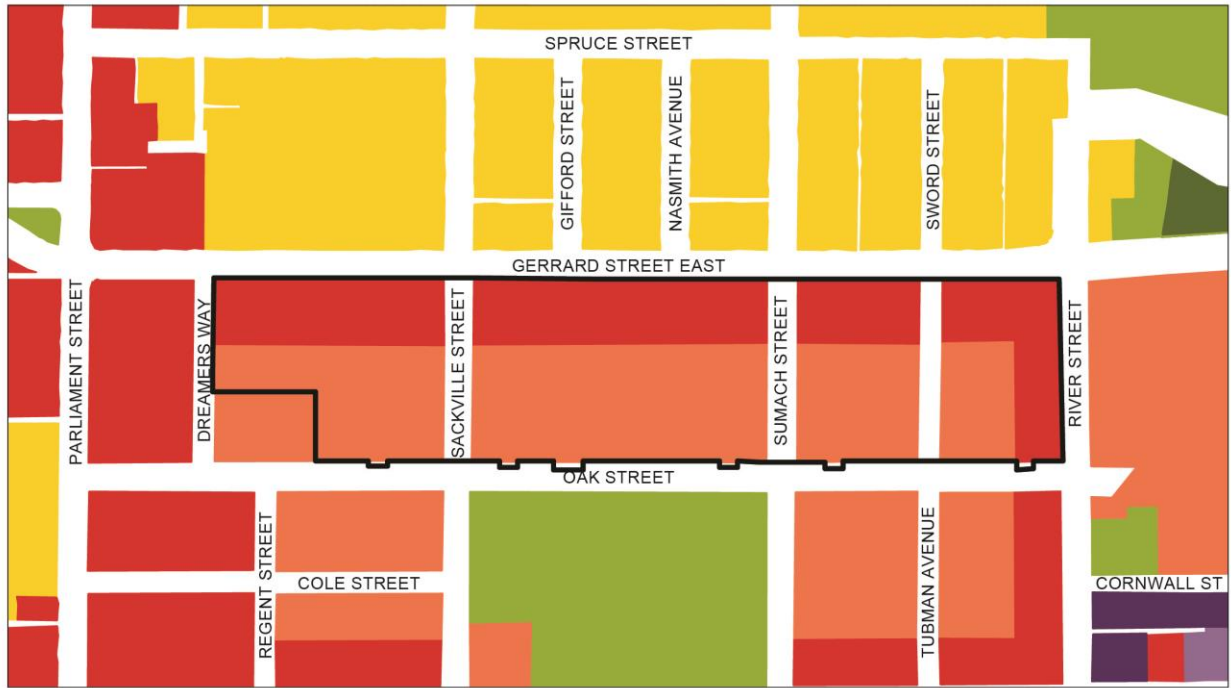 SPRUCE STREET
GIFFORD STREET
NASMITH AVENUE
SWORD STREET
GERRARD STREET EAST
PARLIAMENT STREET
DREAMERS WAY
SACKVILLE STREET
SUMACH STREET
RIVER STREET
OAK STREET
REGENT STREET
COLE STREET
TUBMAN AVENUE
CORNWALL ST